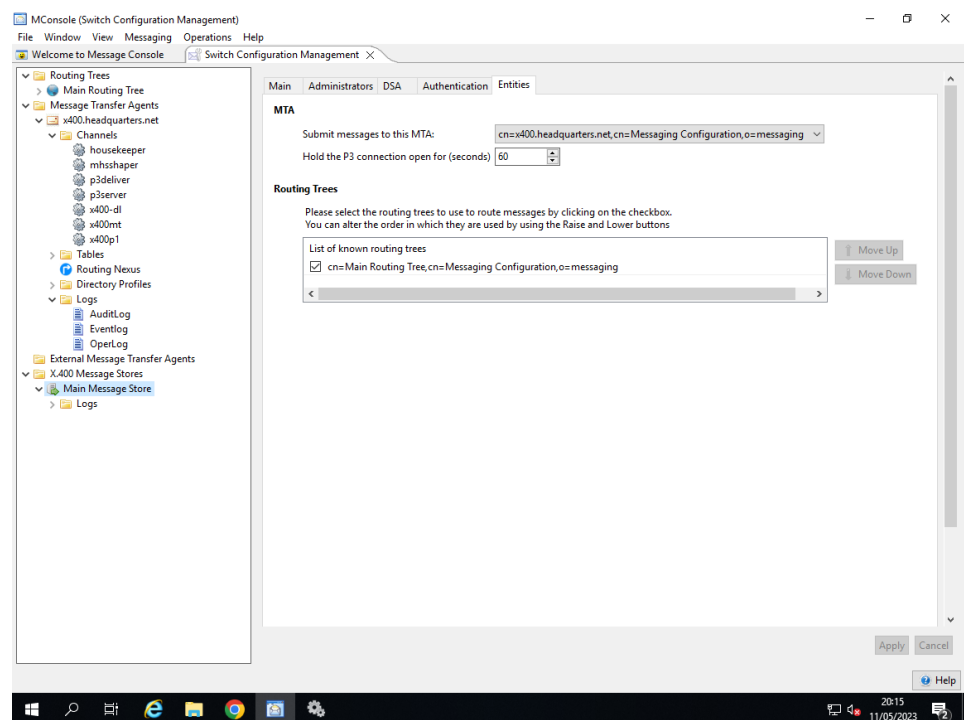 MConsole (Switch Configuration Management)
File Window View Messaging Operations Help
Welcome to Message Console
Switch Configuration Management
Routing Trees
Main Routing Tree
Message Transfer Agents
x400.headquarters.net
Channels
housekeeper
mhsshaper
p3deliver
p3server
x400-dl
x400mt
x400p1
Tables
Routing Nexus
Directory Profiles
Logs
AuditLog
Eventlog
OperLog
External Message Transfer Agents
X.400 Message Stores
Main Message Store
Logs
Main Administrators DSA Authentication Entities
MTA
Submit messages to this MTA: cn=x400.headquarters.net,cn=Messaging Configuration,o=messaging
Hold the P3 connection open for (seconds) 60
Routing Trees
Please select the routing trees to use to route messages by clicking on the checkbox.
You can alter the order in which they are used by using the Raise and Lower buttons
List of known routing trees
cn=Main Routing Tree,cn=Messaging Configuration,o=messaging
Move Up
Move Down
Apply Cancel
Help
20:15
11/05/2023
2